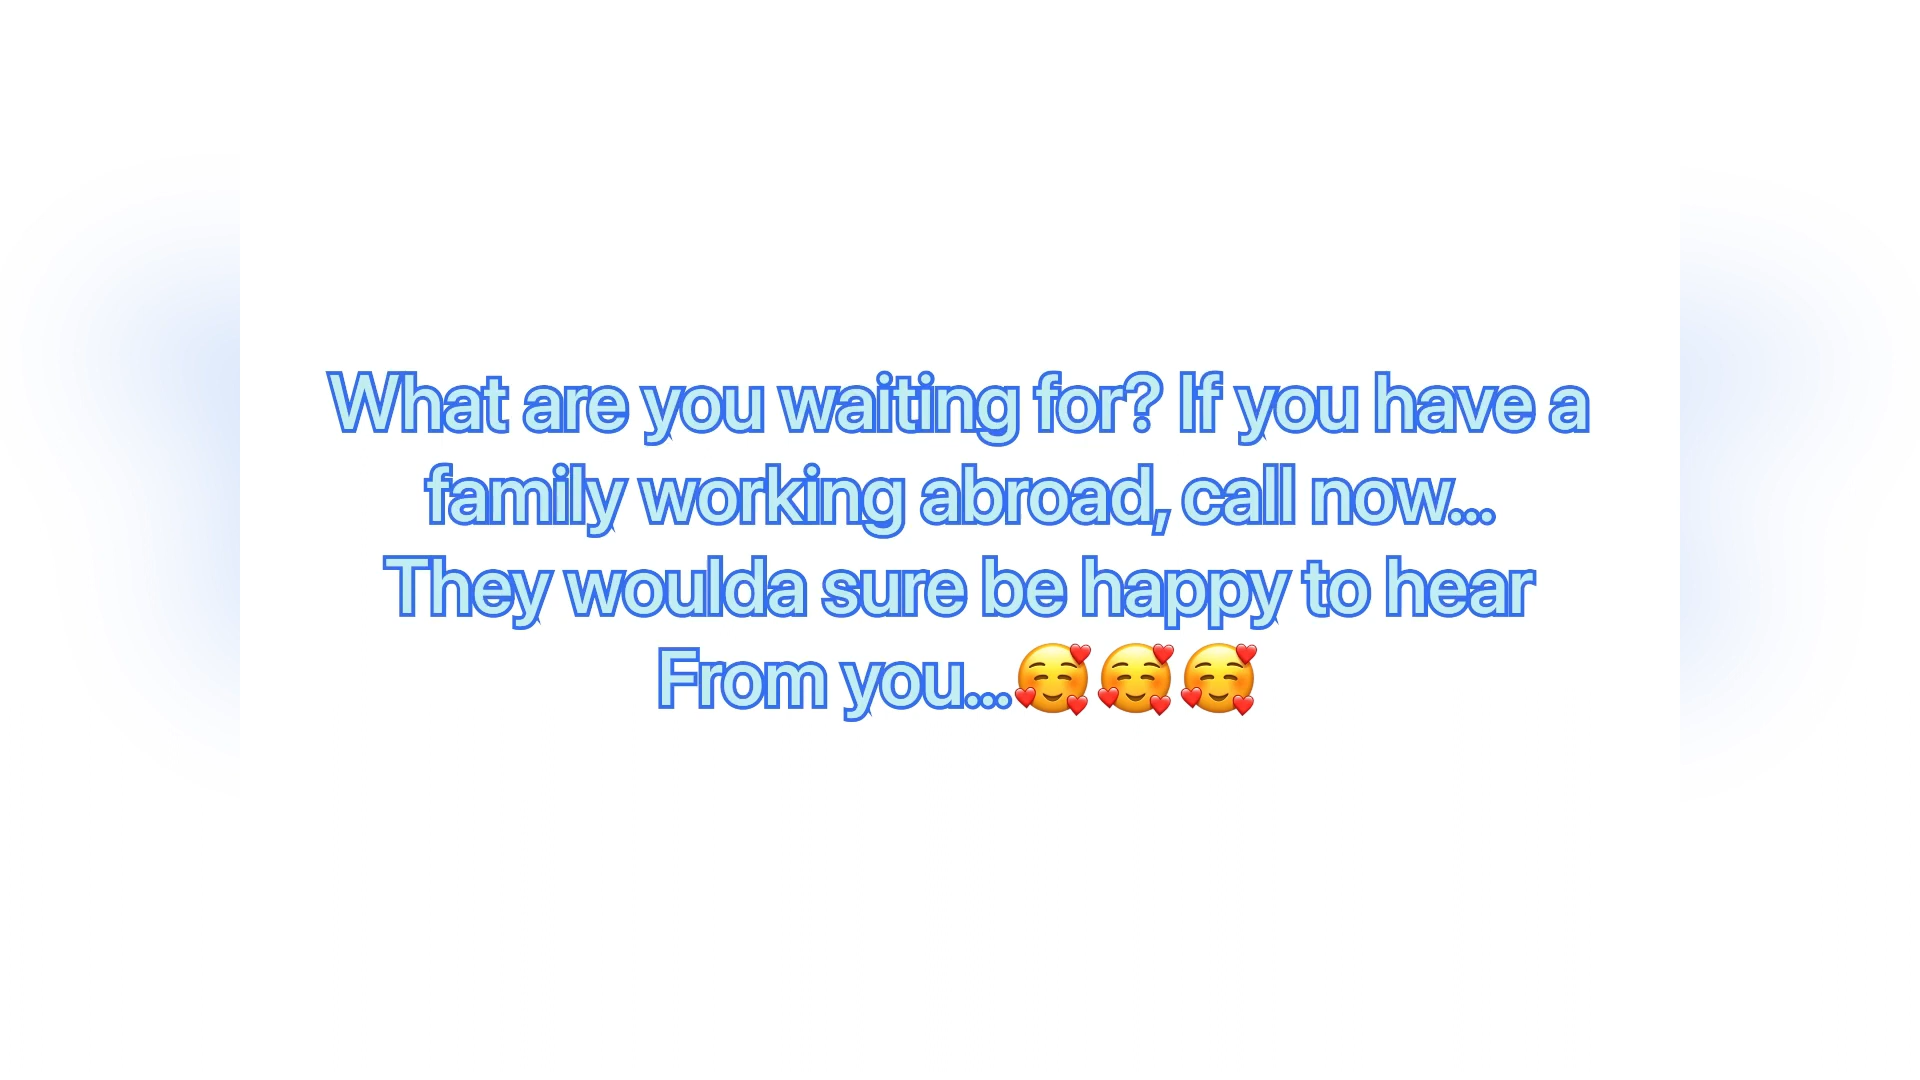 What are you waiting for? If you have a
family working abroad, call now...
They woulda sure be happy to hear
From you...🥰🥰🥰